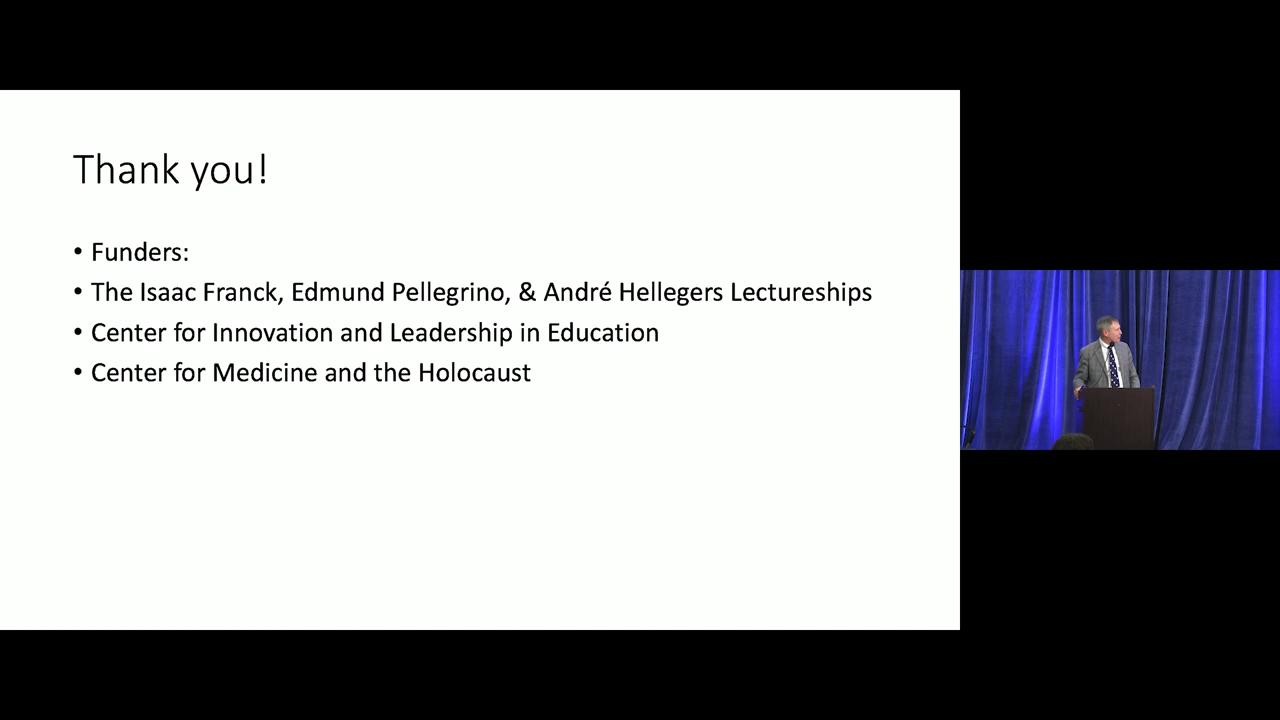 Thank you!
• Funders:
• The Isaac Franck, Edmund Pellegrino, & André Hellegers Lectureships
• Center for Innovation and Leadership in Education
• Center for Medicine and the Holocaust